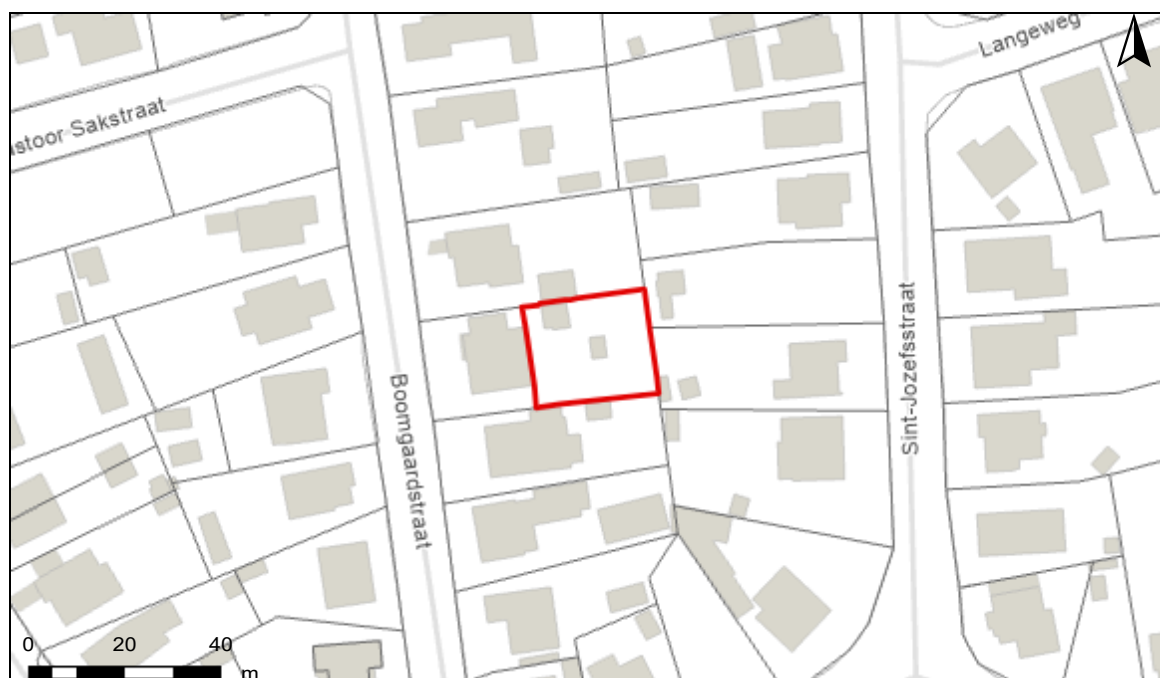 Langeweg
astoor Sakstraat
Sint-Jozefsstraat
Boomgaardstraat
0 20 40
m